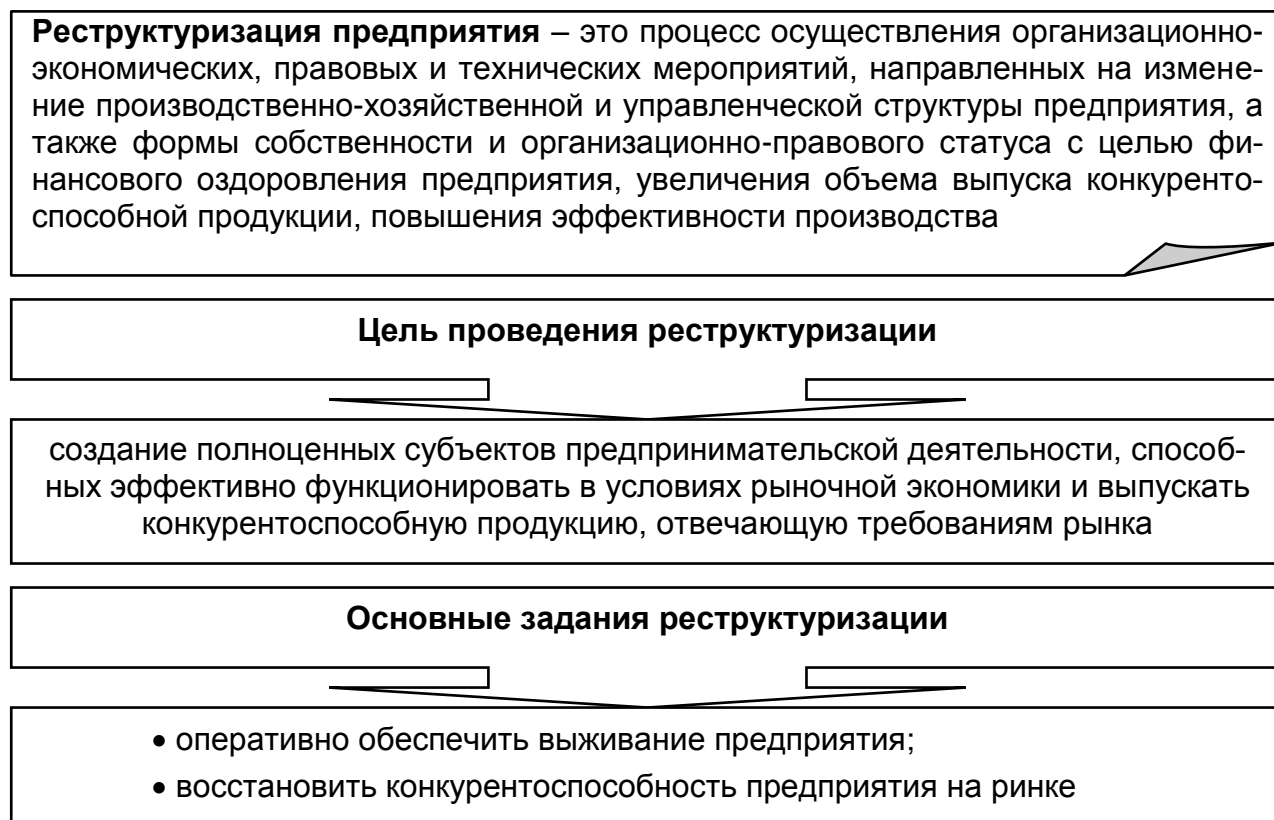 Реструктуризация предприятия – это процесс осуществления организационно-
экономических, правовых и технических мероприятий, направленных на измене-
ние производственно-хозяйственной и управленческой структуры предприятия, а
также формы собственности и организационно-правового статуса с целью фи-
нансового оздоровления предприятия, увеличения объема выпуска конкуренто-
способной продукции, повышения эффективности производства
Цель проведения реструктуризации
создание полноценных субъектов предпринимательской деятельности, способ-
ных эффективно функционировать в условиях рыночной экономики и выпускать
конкурентоспособную продукцию, отвечающую требованиям рынка
Основные задания реструктуризации
• оперативно обеспечить выживание предприятия;
• восстановить конкурентоспособность предприятия на ринке